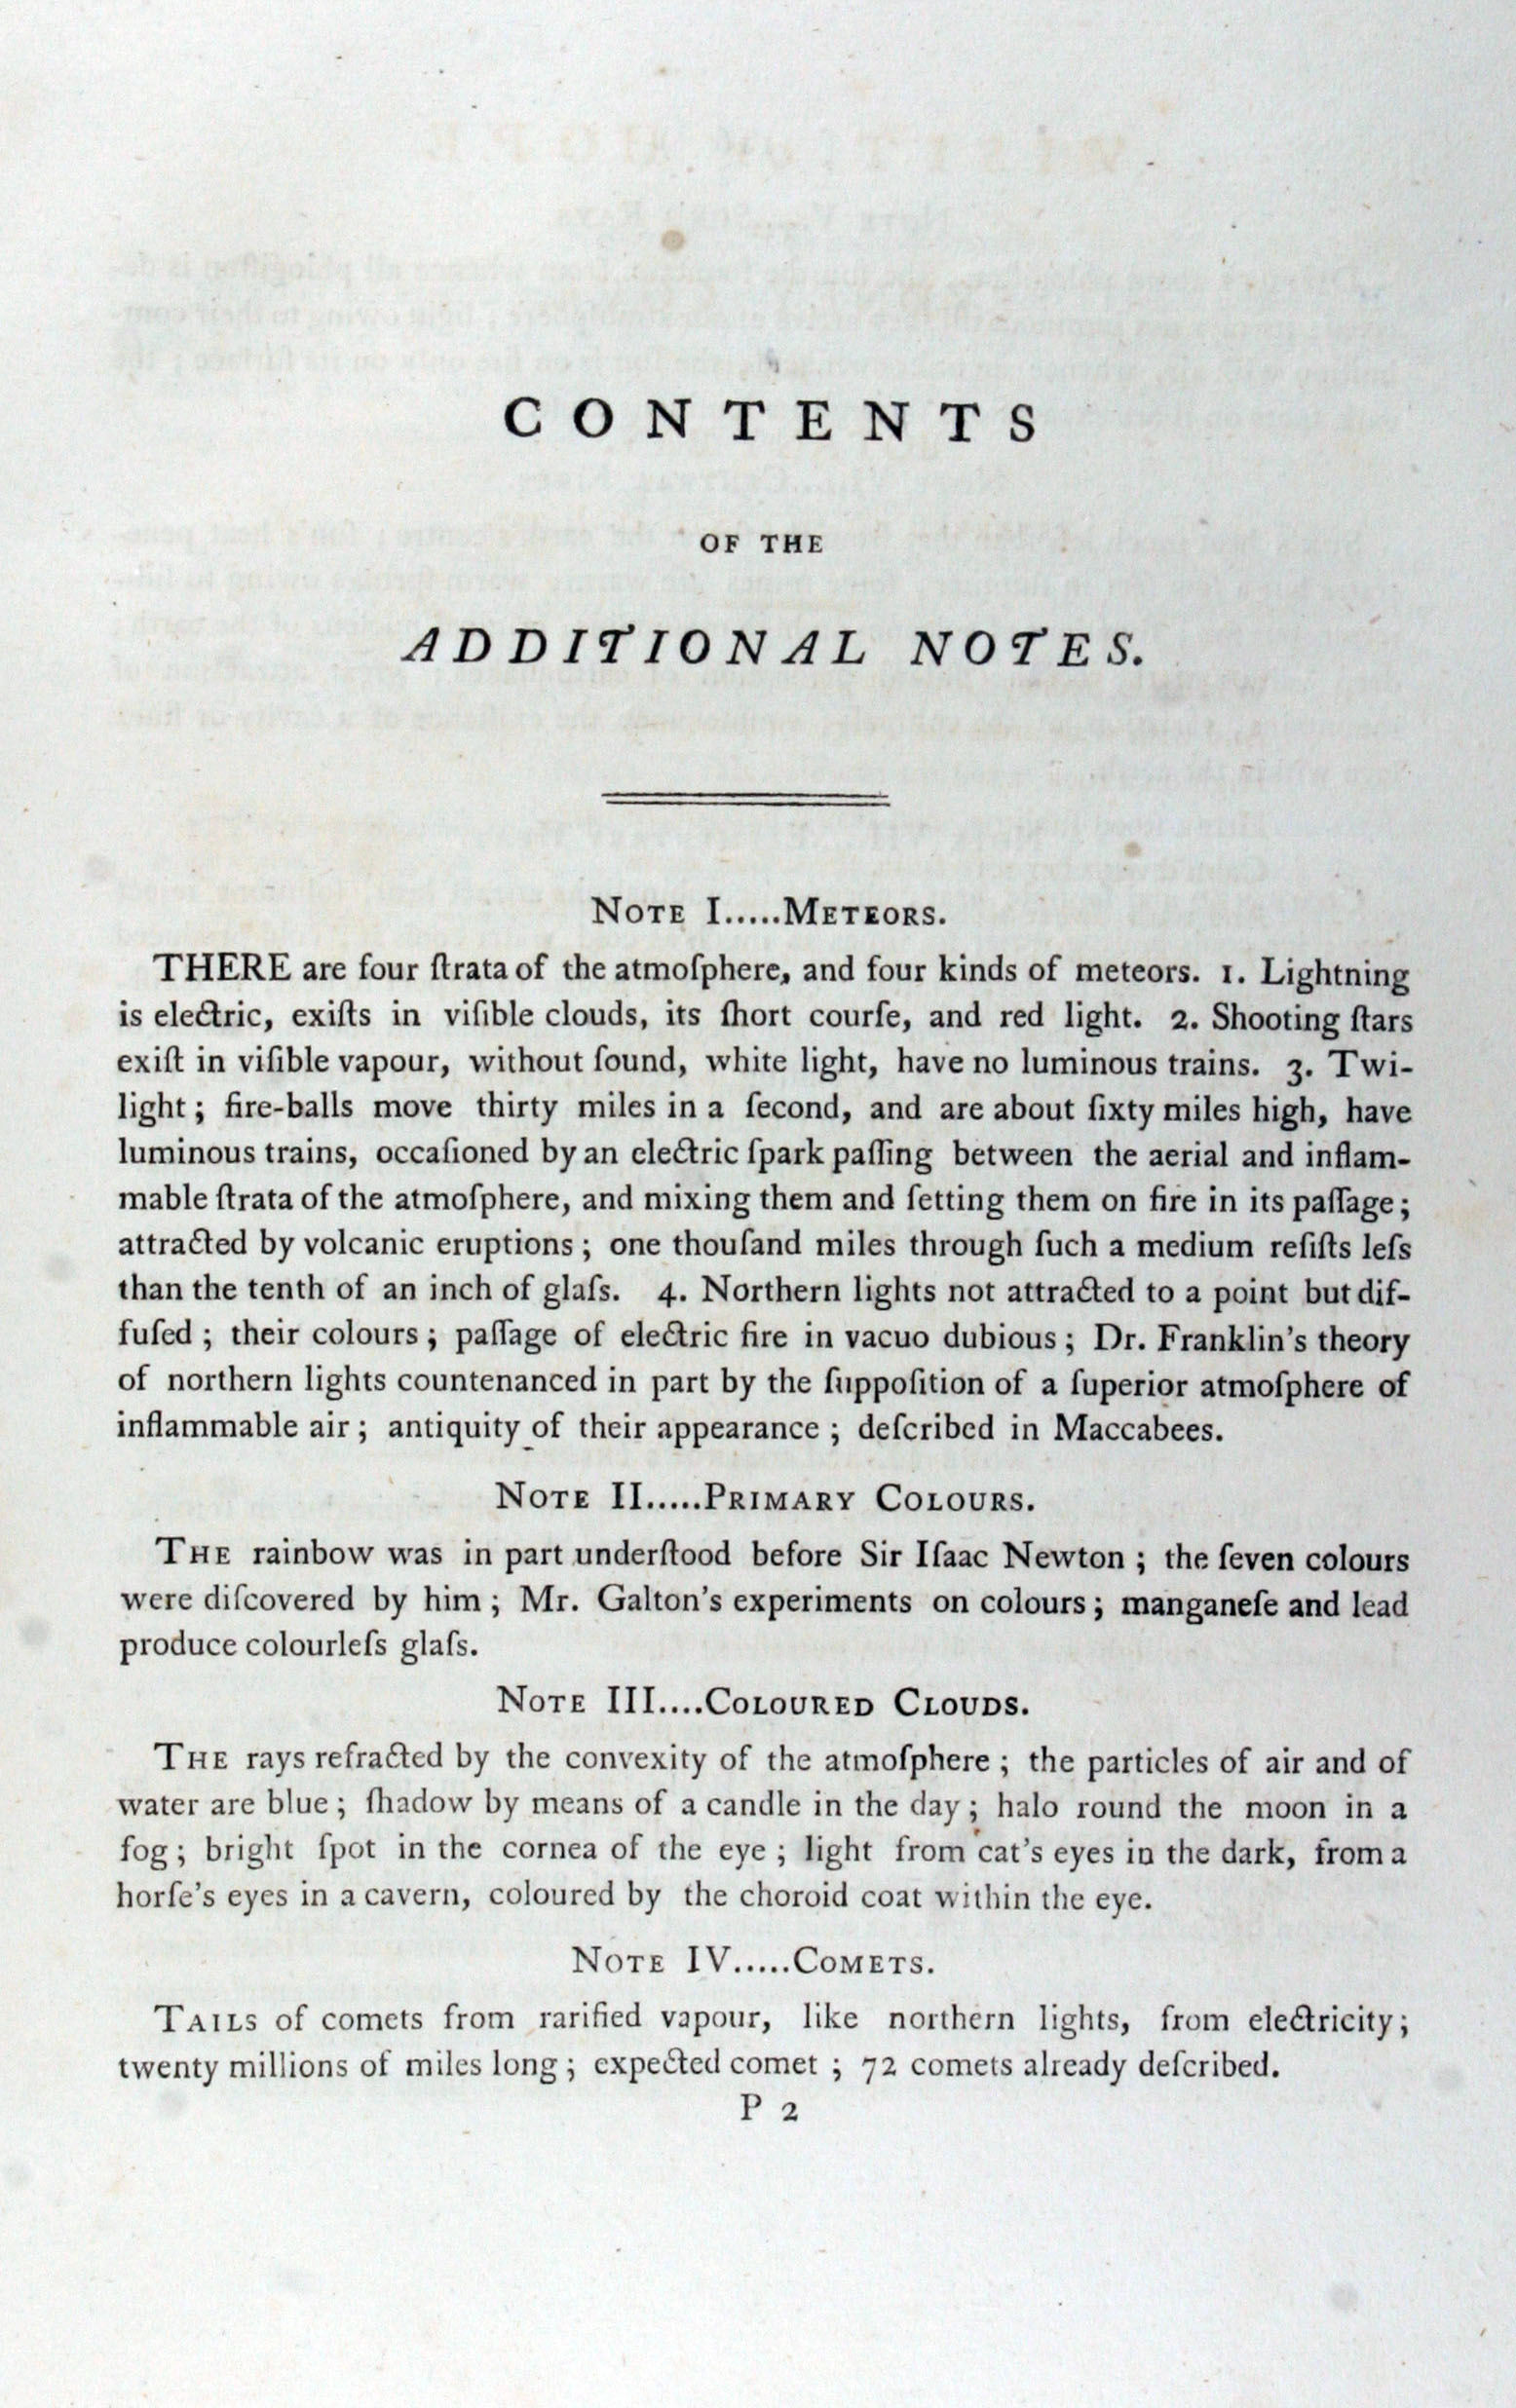 CONTENTS
OF THE
ADDITIONAL NOTES.
NOTE I.....METEORS.
THERE are four ſtrata of the atmoſphere, and four kinds of meteors. 1. Lightning
is electric, exiſts in viſible clouds, its ſhort courſe, and red light. 2. Shooting ſtars
exiſt in viſible vapour, without ſound, white light, have no luminous trains. 3. Twi-
light; fire-balls move thirty miles in a ſecond, and are about ſixty miles high, have
luminous trains, occaſioned by an electric ſpark paſſing between the aerial and inflam-
mable ſtrata of the atmoſphere, and mixing them and ſetting them on fire in its paſſage;
attracted by volcanic eruptions; one thouſand miles through ſuch a medium reſiſts leſs
than the tenth of an inch of glaſs. 4. Northern lights not attracted to a point but dif-
fuſed; their colours; paſſage of electric fire in vacuo dubious; Dr. Franklin's theory
of northern lights countenanced in part by the ſuppoſition of a ſuperior atmoſphere of
inflammable air; antiquity of their appearance; deſcribed in Maccabees.
NOTE II.....PRIMARY COLOURS.
THE rainbow was in part underſtood before Sir Iſaac Newton; the ſeven colours
were diſcovered by him; Mr. Galton's experiments on colours; manganeſe and lead
produce colourleſs glaſs.
NOTE III....COLOURED CLOUDS.
THE rays refracted by the convexity of the atmoſphere; the particles of air and of
water are blue; ſhadow by means of a candle in the day; halo round the moon in a
fog; bright ſpot in the cornea of the eye; light from cat's eyes in the dark, from a
horſe's eyes in a cavern, coloured by the choroid coat within the eye.
NOTE IV.....COMETS.
TAILS of comets from rarified vapour, like northern lights, from electricity;
twenty millions of miles long; expected comet; 72 comets already deſcribed.
P 2